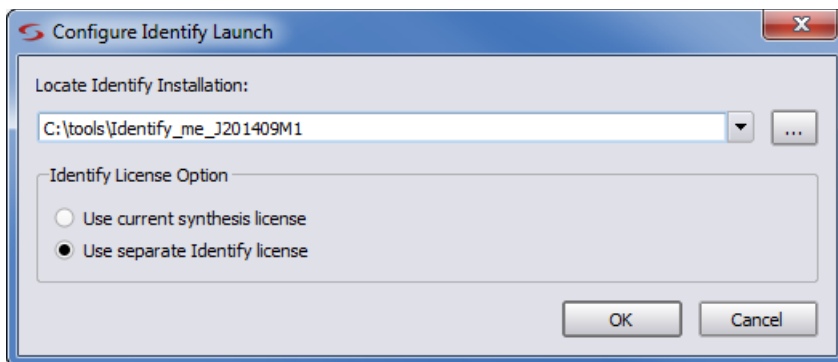 Configure Identify Launch
Locate Identify Installation:
C:\tools\Identify_me_J201409M1
...
Identify License Option
Use current synthesis license
Use separate Identify license
OK
Cancel